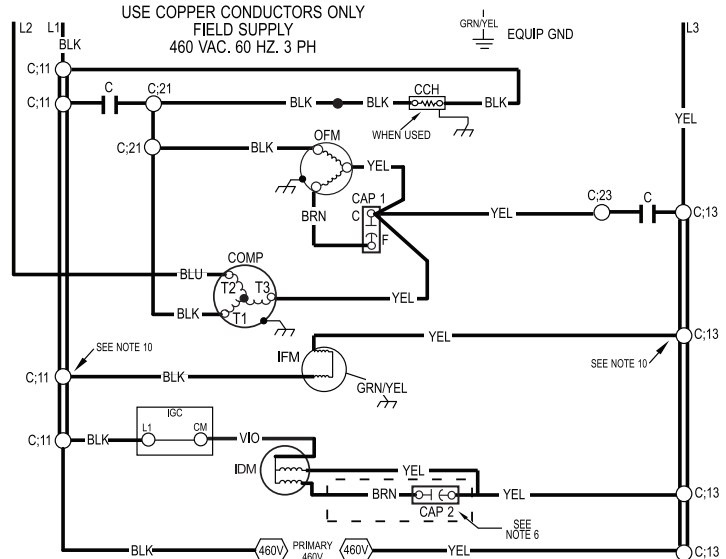 USE COPPER CONDUCTORS ONLY
FIELD SUPPLY
460 VAC. 60 HZ. 3 PH
GRN/YEL
EQUIP GND
L2
L1
L3
BLK
C;11
C;11
C
C;21
BLK
BLK
CCH
BLK
WHEN USED
YEL
C;21
BLK
OFM
YEL
BRN
CAP 1
C
F
YEL
C;23
C
C;13
COMP
BLU
T2
T3
T1
BLK
YEL
SEE NOTE 10
IFM
YEL
C;13
SEE NOTE 10
C;11
BLK
GRN/YEL
IGC
L1
CM
C;11
BLK
VIO
IDM
YEL
BRN
CAP 2
YEL
C;13
SEE
NOTE 6
BLK
460V
PRIMARY
460V
460V
YEL
C;13